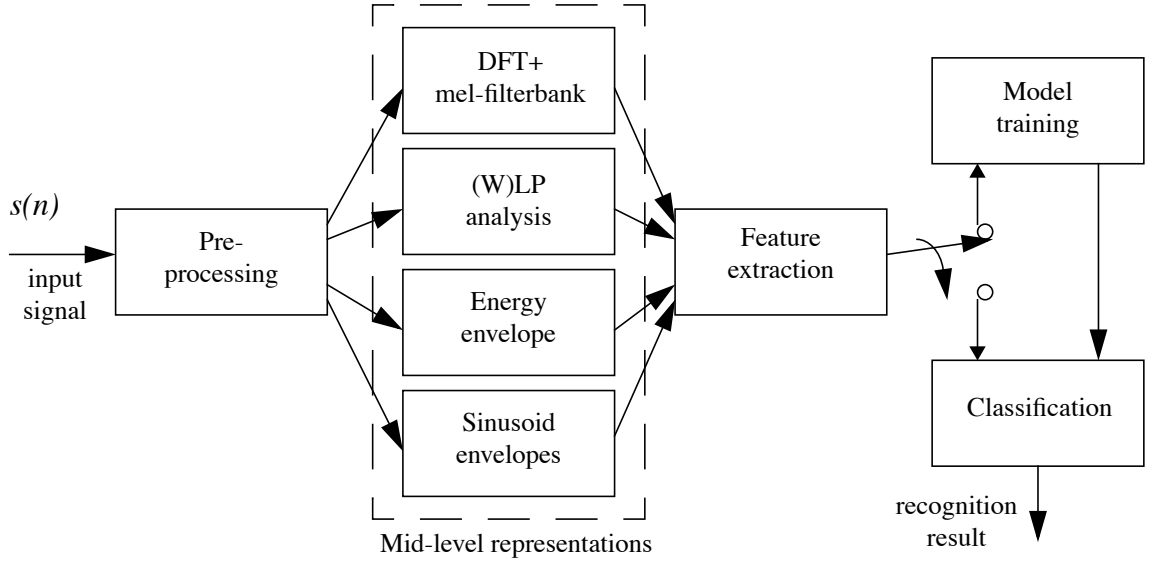 s(n)
input
signal
Pre-
processing
DFT+
mel-filterbank
(W)LP
analysis
Energy
envelope
Sinusoid
envelopes
Mid-level representations
Feature
extraction
Model
training
Classification
recognition
result